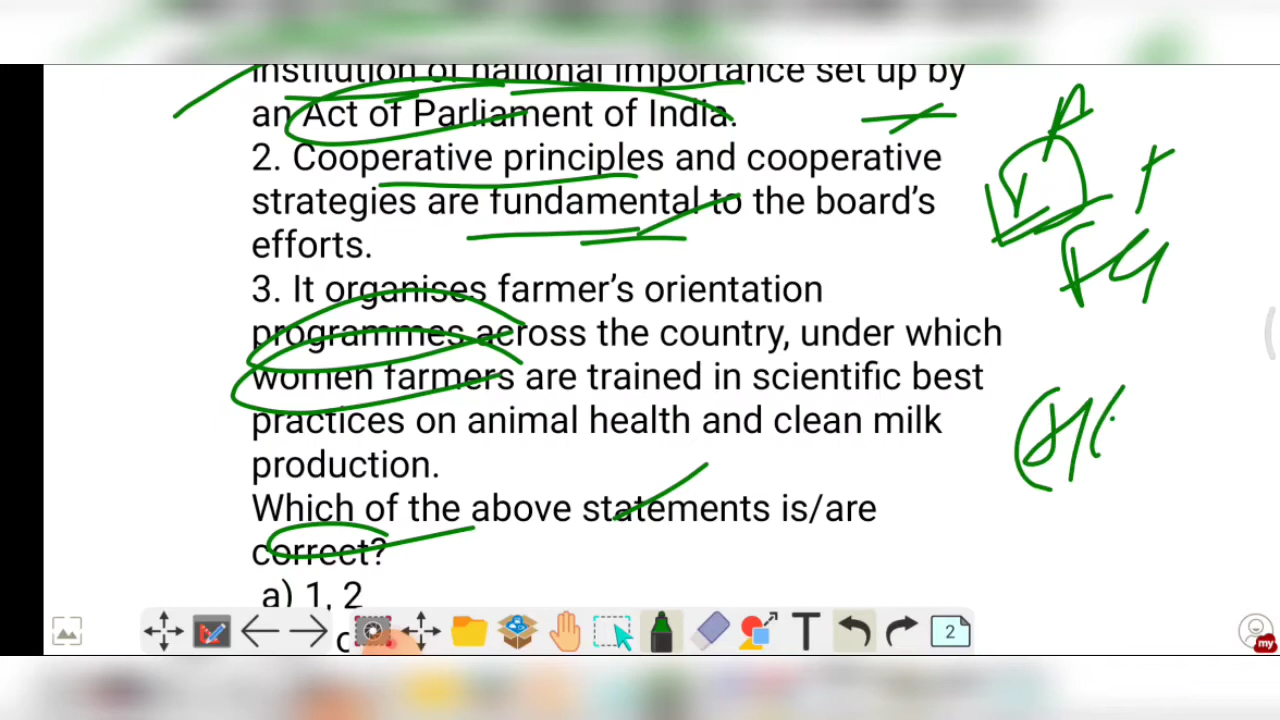 institution of national importance set up by
an Act of Parliament of India.
2. Cooperative principles and cooperative
strategies are fundamental to the board’s
efforts.
3. It organises farmer’s orientation
programmes across the country, under which
women farmers are trained in scientific best
practices on animal health and clean milk
production.
Which of the above statements is/are
correct?
a) 1, 2
T
2
my